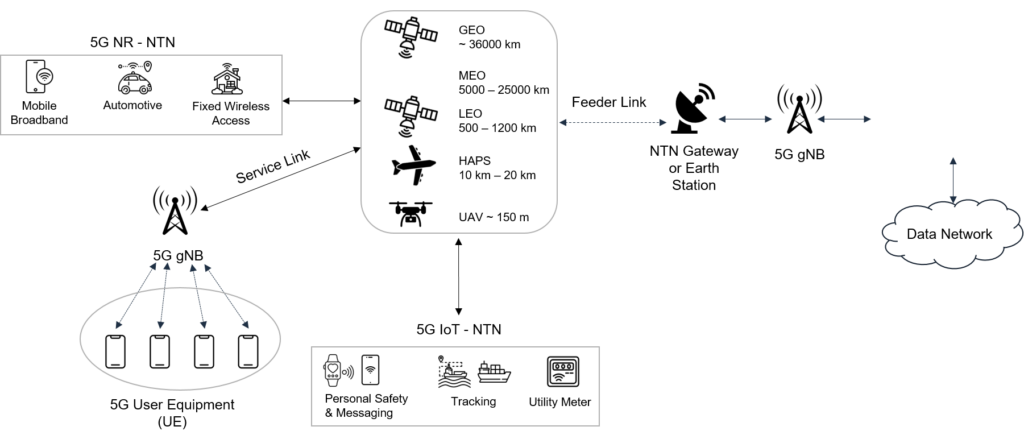 5G NR - NTN
Mobile
Broadband
Automotive
Fixed Wireless
Access
GEO
~ 36000 km
MEO
5000 – 25000 km
LEO
500 – 1200 km
HAPS
10 km – 20 km
UAV ~ 150 m
Service Link
Feeder Link
NTN Gateway
or Earth
Station
5G gNB
Data Network
5G gNB
5G User Equipment
(UE)
5G IoT - NTN
Personal Safety
& Messaging
Tracking
Utility Meter